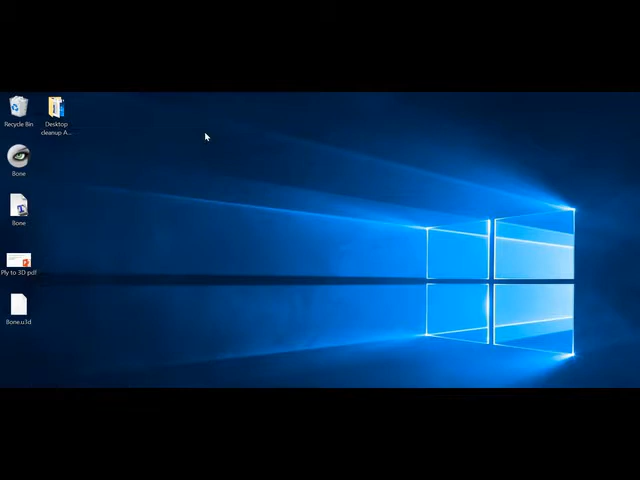 Recycle Bin
Desktop
cleanup A...
Bone
Bone
Ply to 3D pdf
Bone.u3d